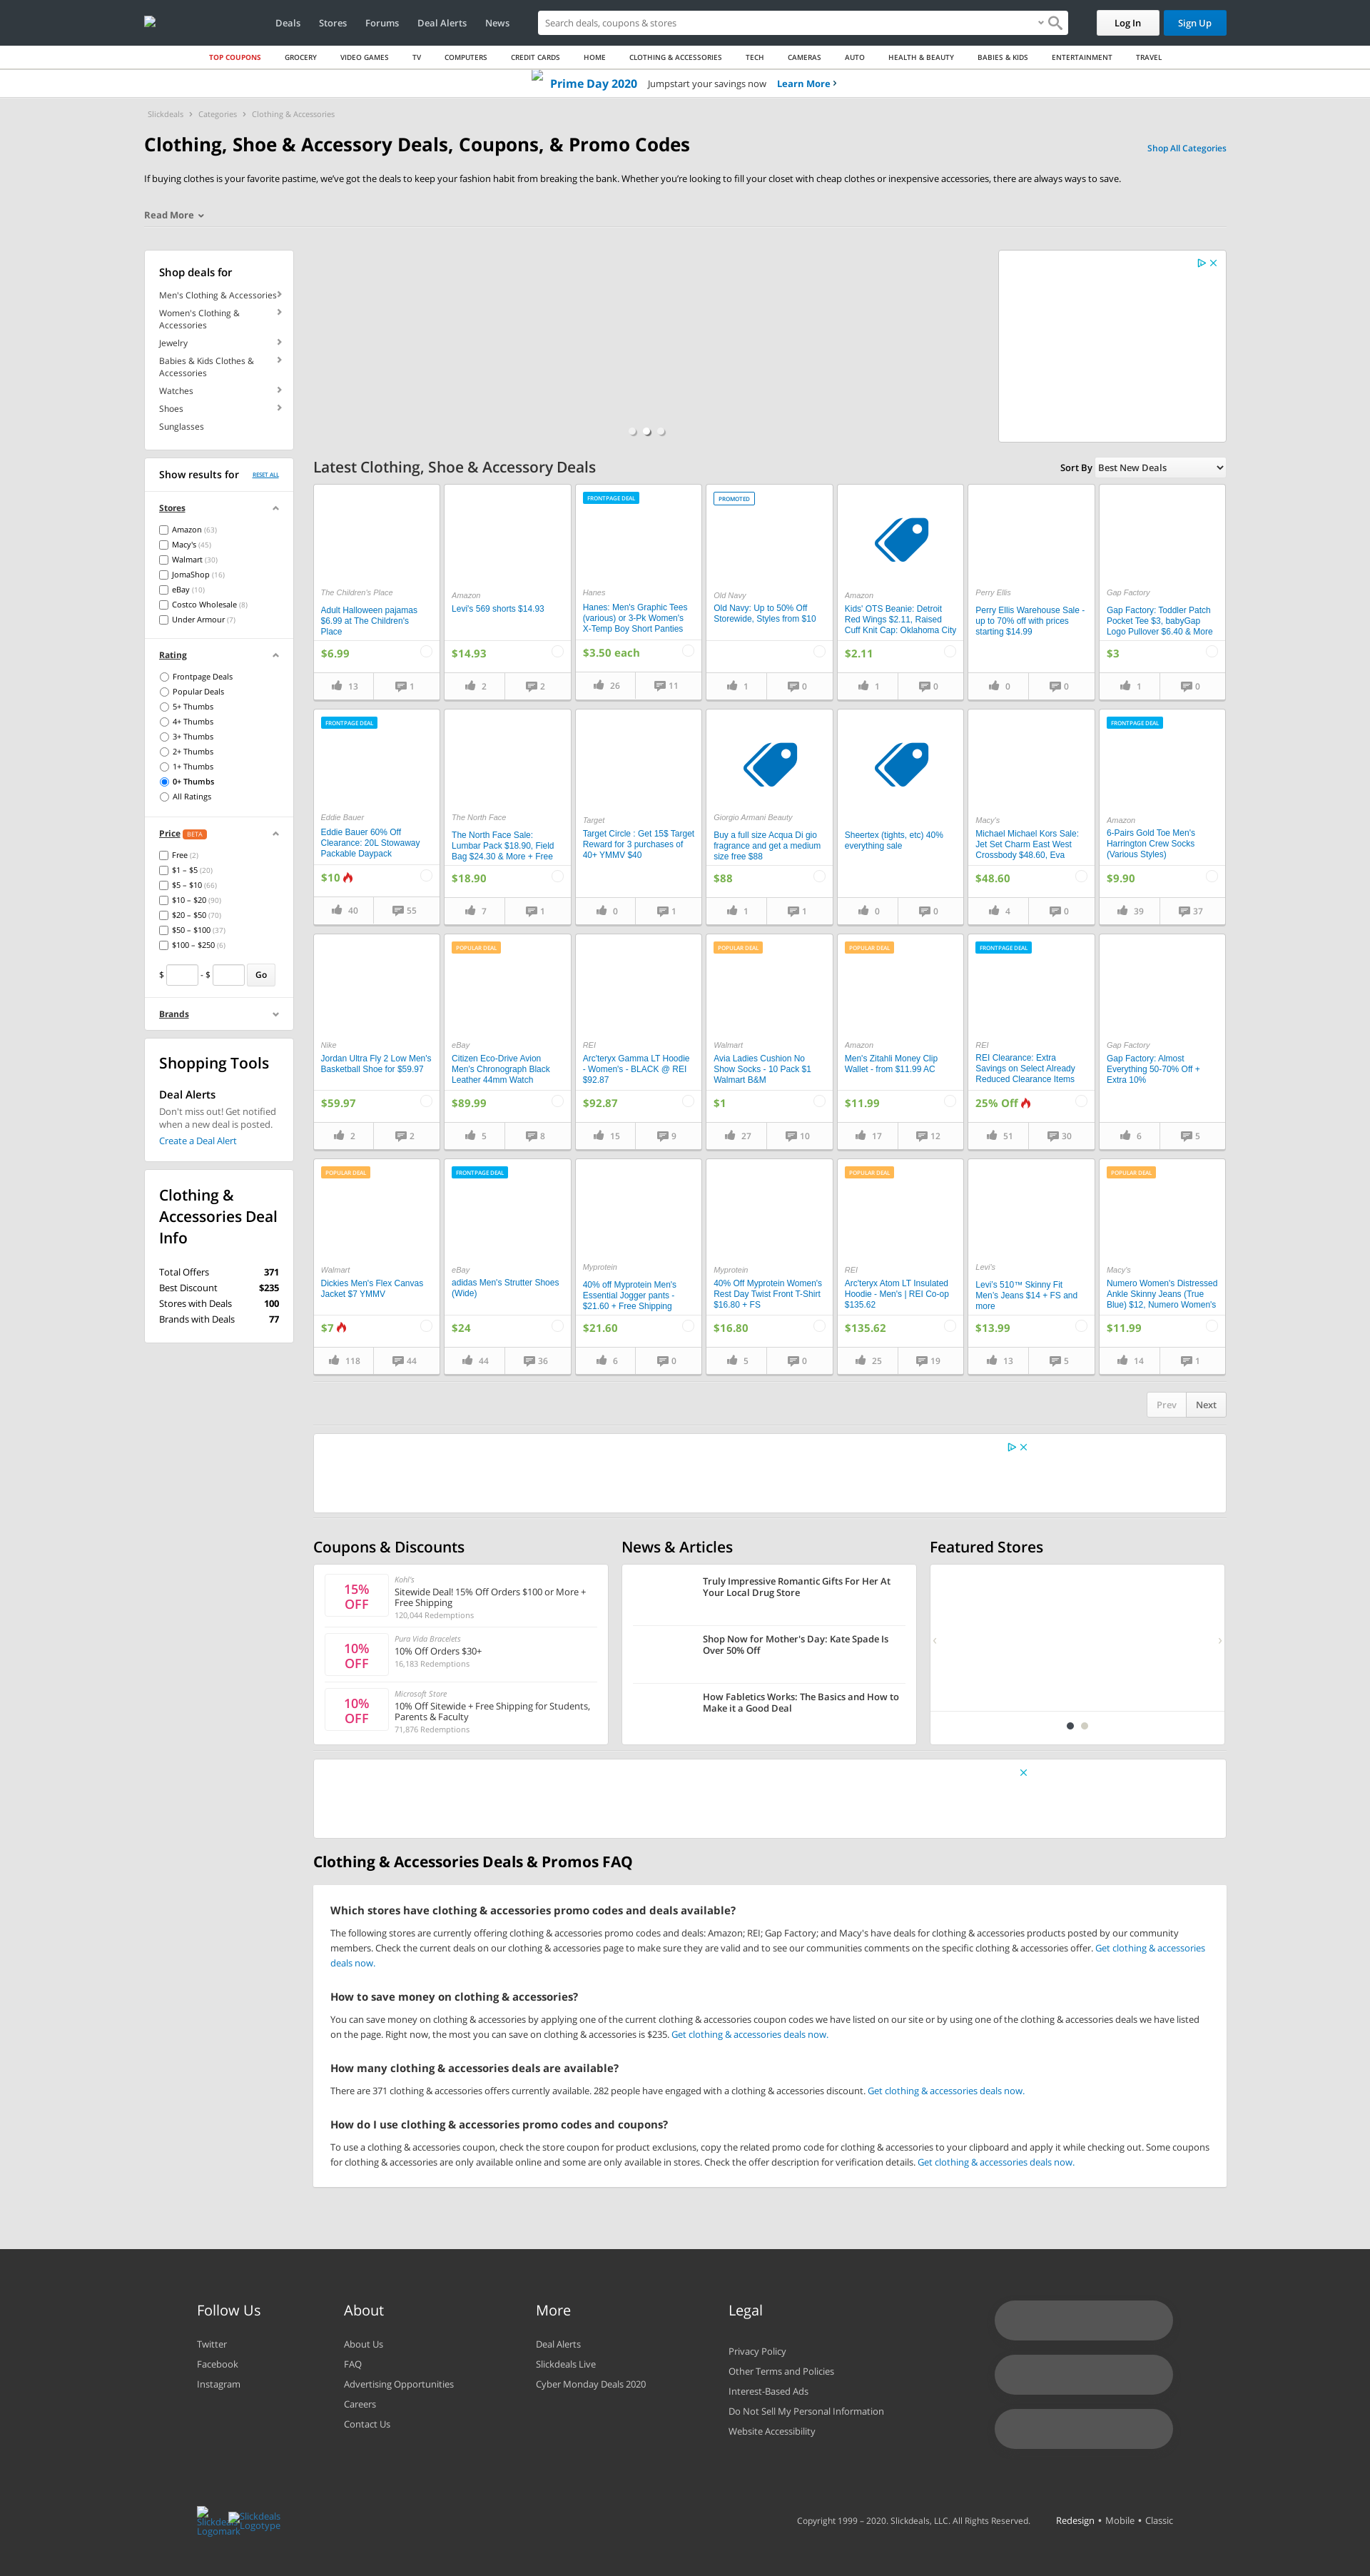 Deals Stores Forums Deal Alerts News Search deals, coupons & stores Log In Sign Up
TOP COUPONS GROCERY VIDEO GAMES TV COMPUTERS CREDIT CARDS HOME CLOTHING & ACCESSORIES TECH CAMERAS AUTO HEALTH & BEAUTY BABIES & KIDS ENTERTAINMENT TRAVEL
Prime Day 2020 Jumpstart your savings now Learn More
Slickdeals › Categories › Clothing & Accessories
Clothing, Shoe & Accessory Deals, Coupons, & Promo Codes
Shop All Categories
If buying clothes is your favorite pastime, we've got the deals to keep your fashion habit from breaking the bank. Whether you're looking to fill your closet with cheap clothes or inexpensive accessories, there are always ways to save.
Read More
Shop deals for
Men's Clothing & Accessories
Women's Clothing &
Accessories
Jewelry
Babies & Kids Clothes &
Accessories
Watches
Shoes
Sunglasses
Show results for RESET ALL
Stores
Amazon (63)
Macy's (45)
Walmart (30)
JomaShop (16)
eBay (10)
Costco Wholesale (8)
Under Armour (7)
Rating
Frontpage Deals
Popular Deals
5+ Thumbs
4+ Thumbs
3+ Thumbs
2+ Thumbs
1+ Thumbs
0+ Thumbs
All Ratings
Price BETA
Free (2)
$1 – $5 (20)
$5 – $10 (66)
$10 – $20 (90)
$20 – $50 (70)
$50 – $100 (37)
$100 – $250 (6)
$ - $ Go
Brands
Shopping Tools
Deal Alerts
Don't miss out! Get notified
when a new deal is posted.
Create a Deal Alert
Clothing &
Accessories Deal
Info
Total Offers 371
Best Discount $235
Stores with Deals 100
Brands with Deals 77
Latest Clothing, Shoe & Accessory Deals
Sort By Best New Deals
The Children's Place
Adult Halloween pajamas
$6.99 at The Children's
Place
$6.99
13 1
Amazon
Levi's 569 shorts $14.93
$14.93
2 2
FRONTPAGE DEAL
Hanes
Hanes: Men's Graphic Tees
(various) or 3-Pk Women's
X-Temp Boy Short Panties
$3.50 each
26 11
PROMOTED
Old Navy
Old Navy: Up to 50% Off
Storewide, Styles from $10
1 0
Amazon
Kids' OTS Beanie: Detroit
Red Wings $2.11, Raised
Cuff Knit Cap: Oklahoma City
$2.11
1 0
Perry Ellis
Perry Ellis Warehouse Sale -
up to 70% off with prices
starting $14.99
0 0
Gap Factory
Gap Factory: Toddler Patch
Pocket Tee $3, babyGap
Logo Pullover $6.40 & More
$3
1 0
FRONTPAGE DEAL
Eddie Bauer
Eddie Bauer 60% Off
Clearance: 20L Stowaway
Packable Daypack
$10
40 55
The North Face
The North Face Sale:
Lumbar Pack $18.90, Field
Bag $24.30 & More + Free
$18.90
7 1
Target
Target Circle : Get 15$ Target
Reward for 3 purchases of
40+ YMMV $40
0 1
Giorgio Armani Beauty
Buy a full size Acqua Di gio
fragrance and get a medium
size free $88
$88
1 1
Sheertex (tights, etc) 40%
everything sale
0 0
Macy's
Michael Michael Kors Sale:
Jet Set Charm East West
Crossbody $48.60, Eva
$48.60
4 0
FRONTPAGE DEAL
Amazon
6-Pairs Gold Toe Men's
Harrington Crew Socks
(Various Styles)
$9.90
39 37
Nike
Jordan Ultra Fly 2 Low Men's
Basketball Shoe for $59.97
$59.97
2 2
POPULAR DEAL
eBay
Citizen Eco-Drive Avion
Men's Chronograph Black
Leather 44mm Watch
$89.99
5 8
REI
Arc'teryx Gamma LT Hoodie
- Women's - BLACK @ REI
$92.87
$92.87
15 9
POPULAR DEAL
Walmart
Avia Ladies Cushion No
Show Socks - 10 Pack $1
Walmart B&M
$1
27 10
POPULAR DEAL
Amazon
Men's Zitahli Money Clip
Wallet - from $11.99 AC
$11.99
17 12
FRONTPAGE DEAL
REI
REI Clearance: Extra
Savings on Select Already
Reduced Clearance Items
25% Off
51 30
Gap Factory
Gap Factory: Almost
Everything 50-70% Off +
Extra 10%
6 5
POPULAR DEAL
Walmart
Dickies Men's Flex Canvas
Jacket $7 YMMV
$7
118 44
FRONTPAGE DEAL
eBay
adidas Men's Strutter Shoes
(Wide)
$24
44 36
Myprotein
40% off Myprotein Men's
Essential Jogger pants -
$21.60 + Free Shipping
$21.60
6 0
Myprotein
40% Off Myprotein Women's
Rest Day Twist Front T-Shirt
$16.80 + FS
$16.80
5 0
POPULAR DEAL
REI
Arc'teryx Atom LT Insulated
Hoodie - Men's | REI Co-op
$135.62
$135.62
25 19
Levi's
Levi's 510™ Skinny Fit
Men's Jeans $14 + FS and
more
$13.99
13 5
POPULAR DEAL
Macy's
Numero Women's Distressed
Ankle Skinny Jeans (True
Blue) $12, Numero Women's
$11.99
14 1
Prev Next
Coupons & Discounts
15%
OFF
Kohl's
Sitewide Deal! 15% Off Orders $100 or More +
Free Shipping
120,044 Redemptions
10%
OFF
Pura Vida Bracelets
10% Off Orders $30+
16,183 Redemptions
10%
OFF
Microsoft Store
10% Off Sitewide + Free Shipping for Students,
Parents & Faculty
71,876 Redemptions
News & Articles
Truly Impressive Romantic Gifts For Her At
Your Local Drug Store
Shop Now for Mother's Day: Kate Spade Is
Over 50% Off
How Fabletics Works: The Basics and How to
Make it a Good Deal
Featured Stores
Clothing & Accessories Deals & Promos FAQ
Which stores have clothing & accessories promo codes and deals available?
The following stores are currently offering clothing & accessories promo codes and deals: Amazon; REI; Gap Factory; and Macy's have deals for clothing & accessories products posted by our community
members. Check the current deals on our clothing & accessories page to make sure they are valid and to see our communities comments on the specific clothing & accessories offer. Get clothing & accessories
deals now.
How to save money on clothing & accessories?
You can save money on clothing & accessories by applying one of the current clothing & accessories coupon codes we have listed on our site or by using one of the clothing & accessories deals we have listed
on the page. Right now, the most you can save on clothing & accessories is $235. Get clothing & accessories deals now.
How many clothing & accessories deals are available?
There are 371 clothing & accessories offers currently available. 282 people have engaged with a clothing & accessories discount. Get clothing & accessories deals now.
How do I use clothing & accessories promo codes and coupons?
To use a clothing & accessories coupon, check the store coupon for product exclusions, copy the related promo code for clothing & accessories to your clipboard and apply it while checking out. Some coupons
for clothing & accessories are only available online and some are only available in stores. Check the offer description for verification details. Get clothing & accessories deals now.
Follow Us
Twitter
Facebook
Instagram
About
About Us
FAQ
Advertising Opportunities
Careers
Contact Us
More
Deal Alerts
Slickdeals Live
Cyber Monday Deals 2020
Legal
Privacy Policy
Other Terms and Policies
Interest-Based Ads
Do Not Sell My Personal Information
Website Accessibility
Slickdeals
Logomark
Slickdeals
Logotype
Copyright 1999 – 2020. Slickdeals, LLC. All Rights Reserved. Redesign • Mobile • Classic